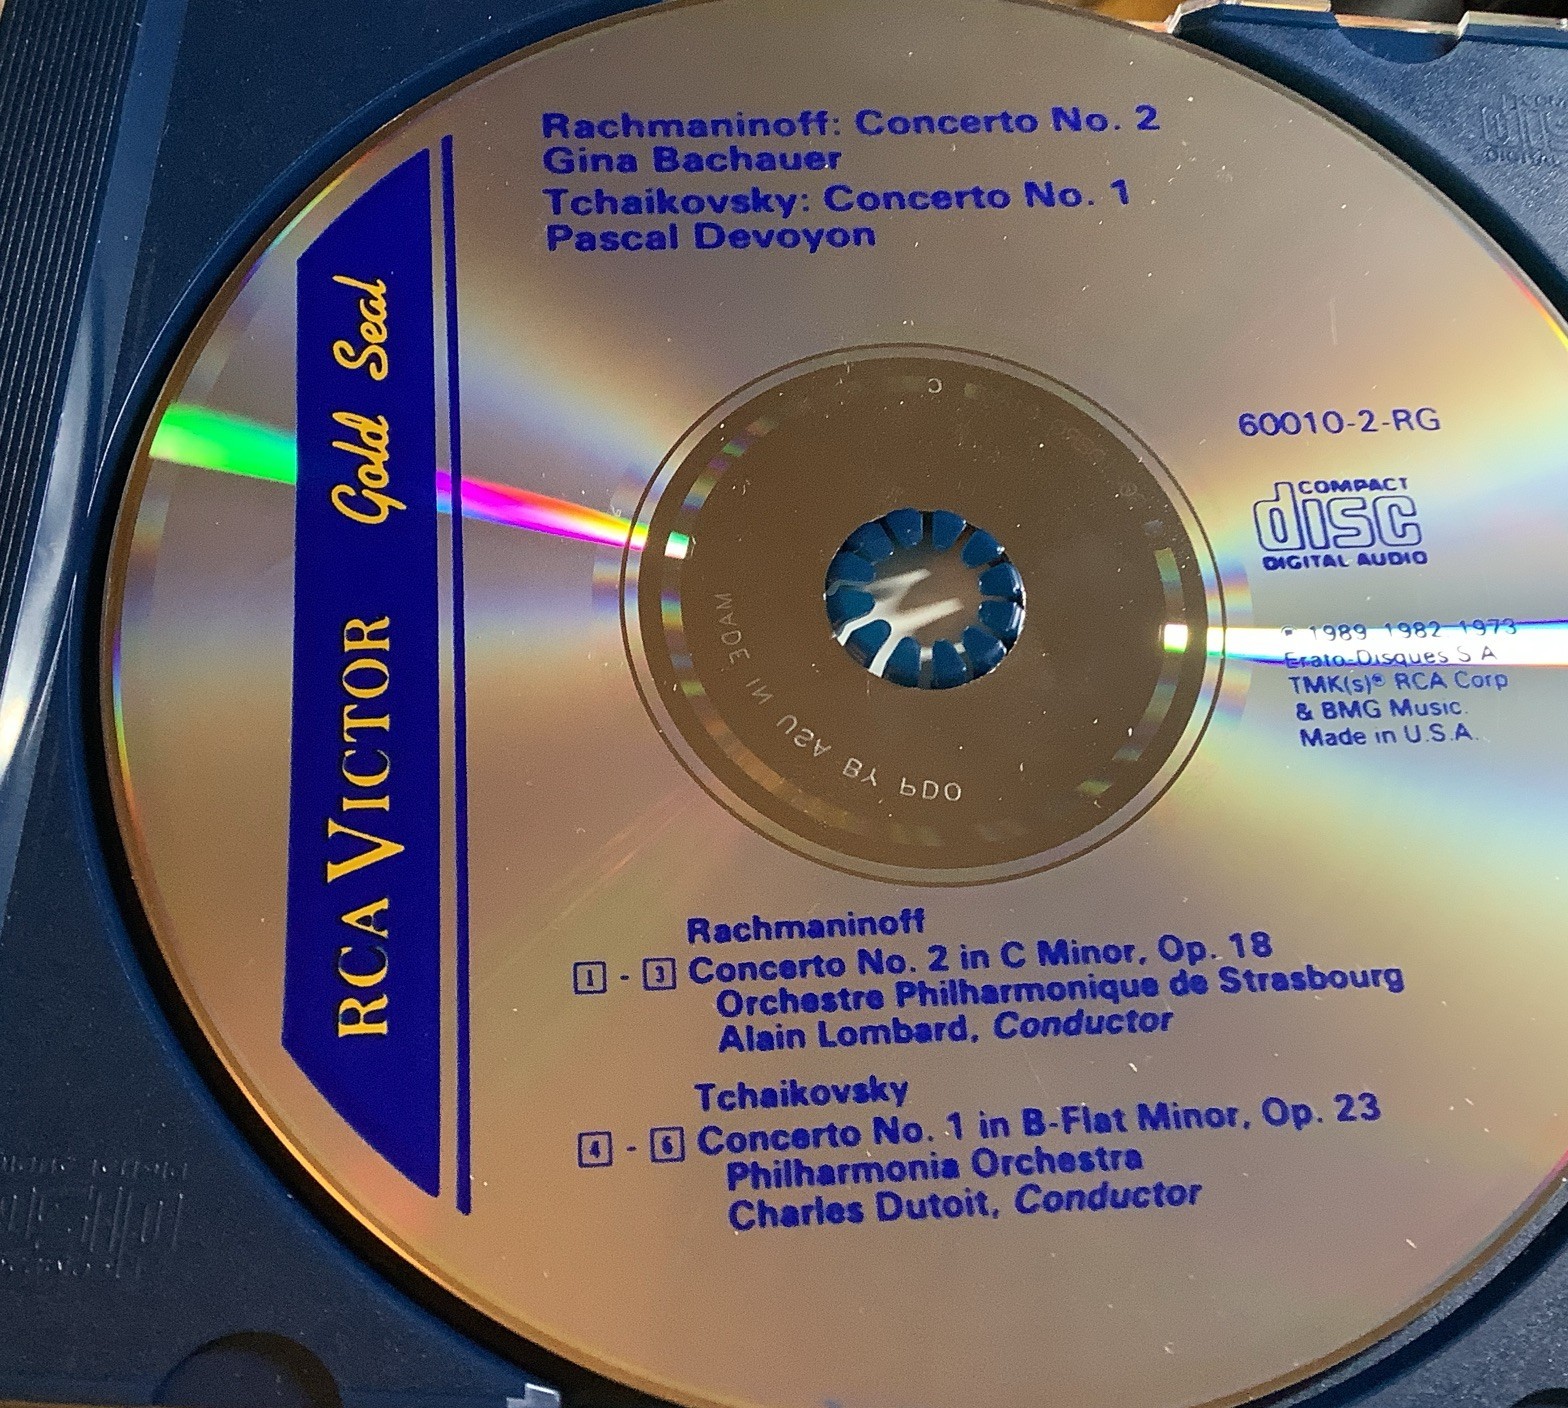 Rachmaninoff: Concerto No. 2
Gina Bachauer
Tchaikovsky: Concerto No. 1
Pascal Devoyon
RCA VICTOR Gold Seal
60010-2-RG
COMPACT
disc
DIGITAL AUDIO
1989 1982 1973
Erato-Disques S A
TMK(s)® RCA Corp
& BMG Music.
Made in U.S.A.
MADE IN USA BY PDO
Rachmaninoff
1 - 3 Concerto No. 2 in C Minor, Op. 18
Orchestre Philharmonique de Strasbourg
Alain Lombard, Conductor
Tchaikovsky
4 - 6 Concerto No. 1 in B-Flat Minor, Op. 23
Philharmonia Orchestra
Charles Dutoit, Conductor